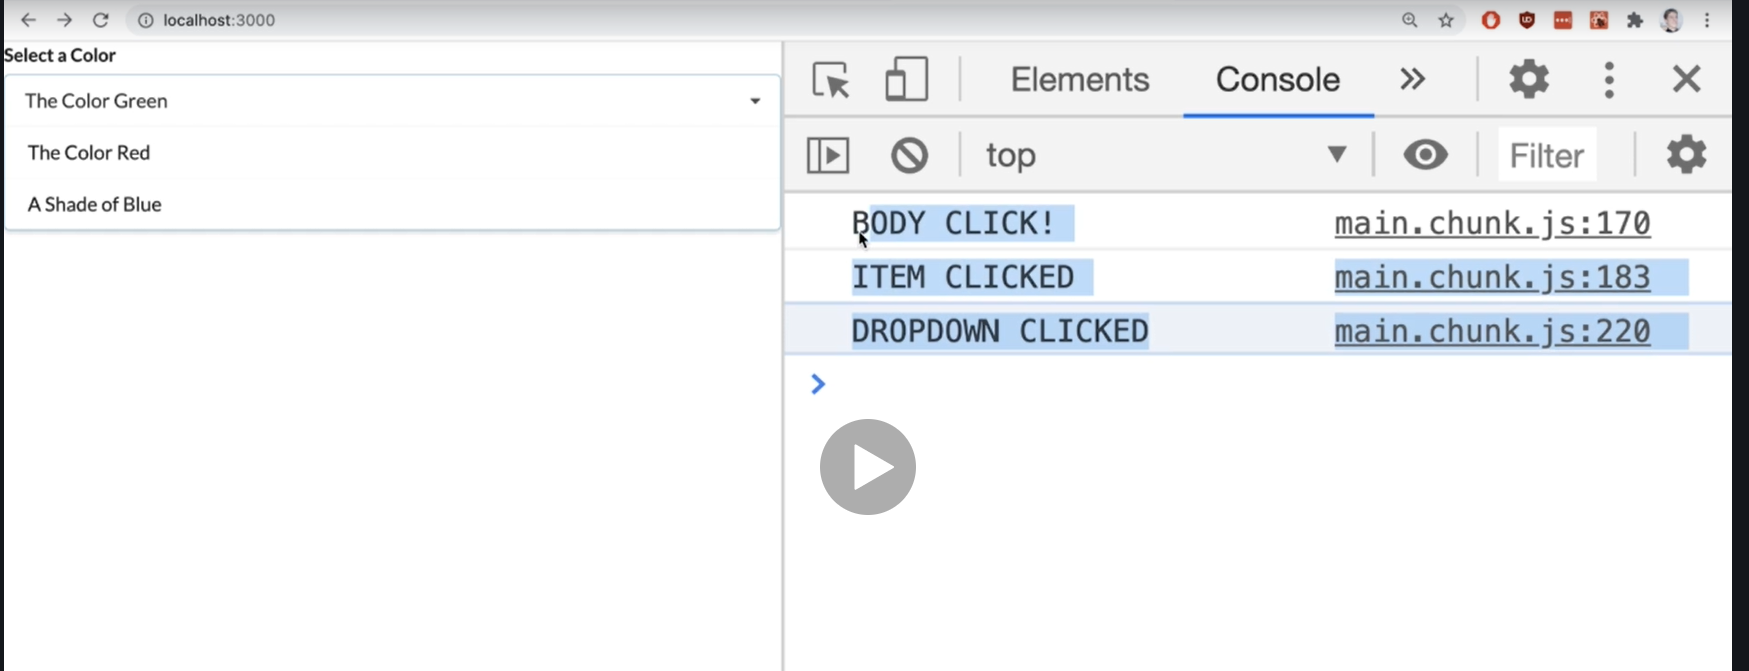 localhost:3000
Select a Color
The Color Green
The Color Red
A Shade of Blue
Elements Console
top Filter
BODY CLICK! main.chunk.js:170
ITEM CLICKED main.chunk.js:183
DROPDOWN CLICKED main.chunk.js:220